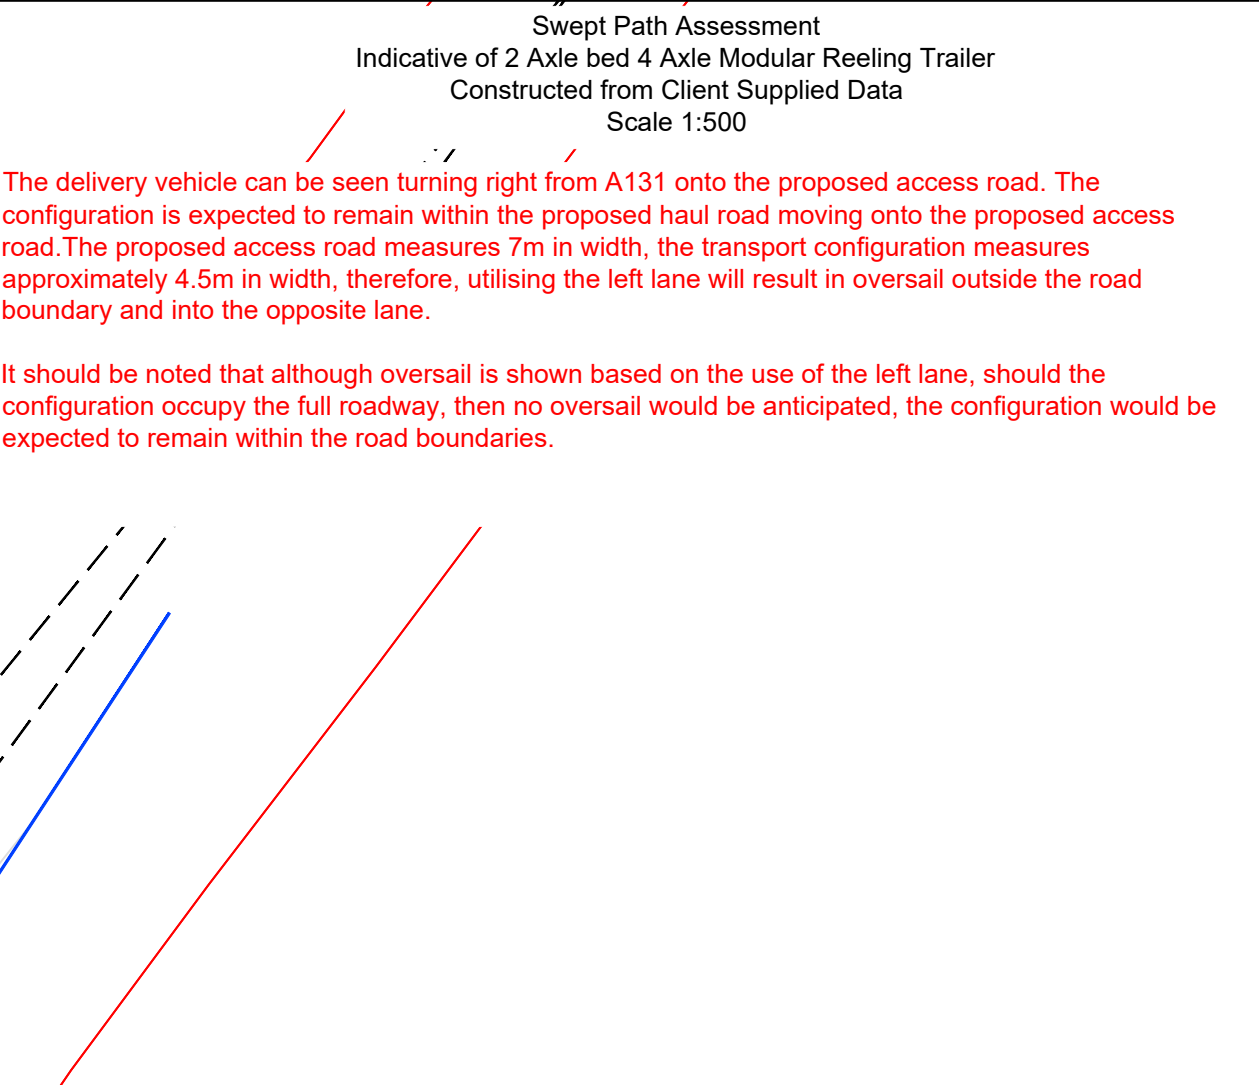 Swept Path Assessment
Indicative of 2 Axle bed 4 Axle Modular Reeling Trailer
Constructed from Client Supplied Data
Scale 1:500
The delivery vehicle can be seen turning right from A131 onto the proposed access road. The
configuration is expected to remain within the proposed haul road moving onto the proposed access
road.The proposed access road measures 7m in width, the transport configuration measures
approximately 4.5m in width, therefore, utilising the left lane will result in oversail outside the road
boundary and into the opposite lane.
It should be noted that although oversail is shown based on the use of the left lane, should the
configuration occupy the full roadway, then no oversail would be anticipated, the configuration would be
expected to remain within the road boundaries.